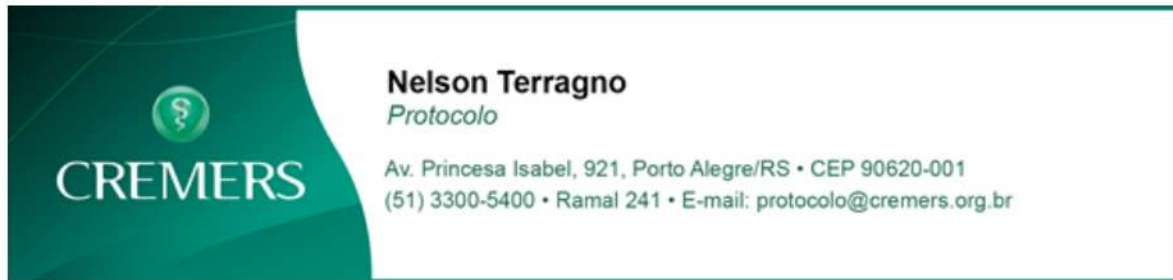 CREMERS
Nelson Terragno
Protocolo
Av. Princesa Isabel, 921, Porto Alegre/RS • CEP 90620-001
(51) 3300-5400 • Ramal 241 • E-mail: protocolo@cremers.org.br